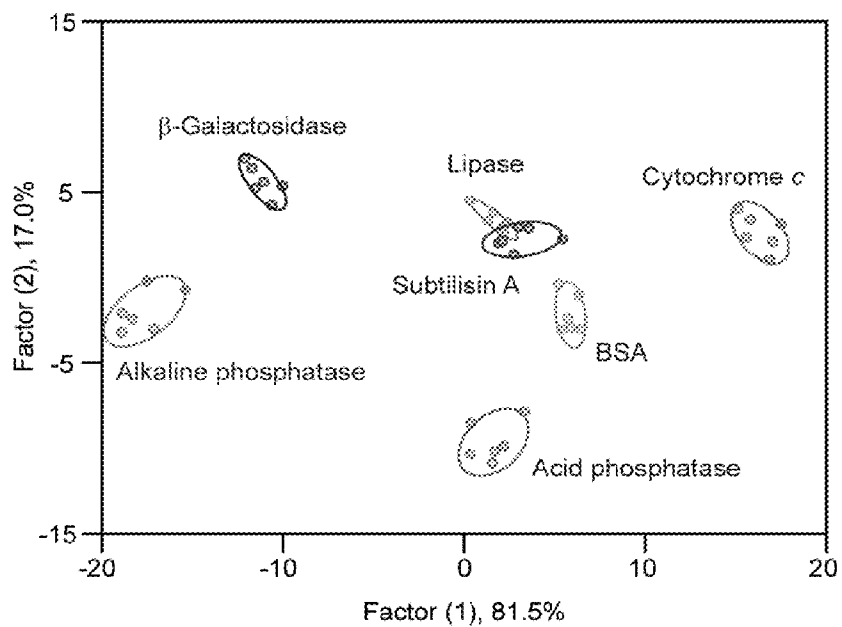 15
β-Galactosidase
Lipase
Cytochrome c
5
Factor (2), 17.0%
Subtilisin A
BSA
-5
Alkaline phosphatase
Acid phosphatase
-15
-20 -10 0 10 20
Factor (1), 81.5%